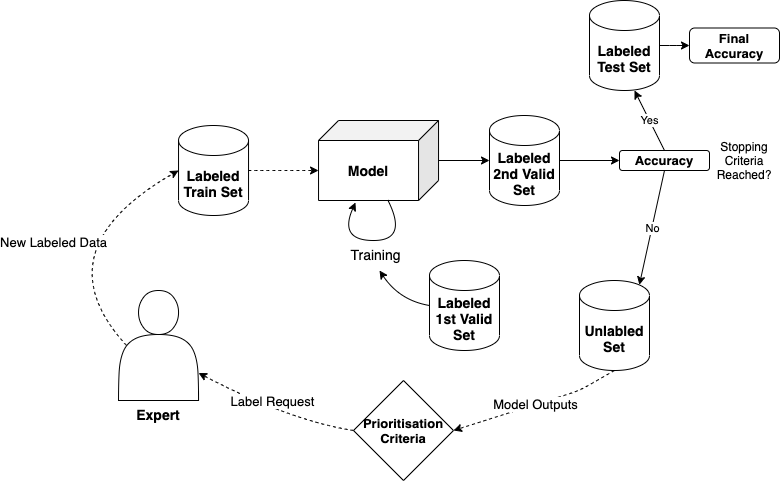 Labeled
Test Set
Final
Accuracy
Yes
Labeled
Train Set
Model
Labeled
2nd Valid
Set
Accuracy
Stopping
Criteria
Reached?
No
New Labeled Data
Training
Labeled
1st Valid
Set
Unlabled
Set
Expert
Label Request
Prioritisation
Criteria
Model Outputs